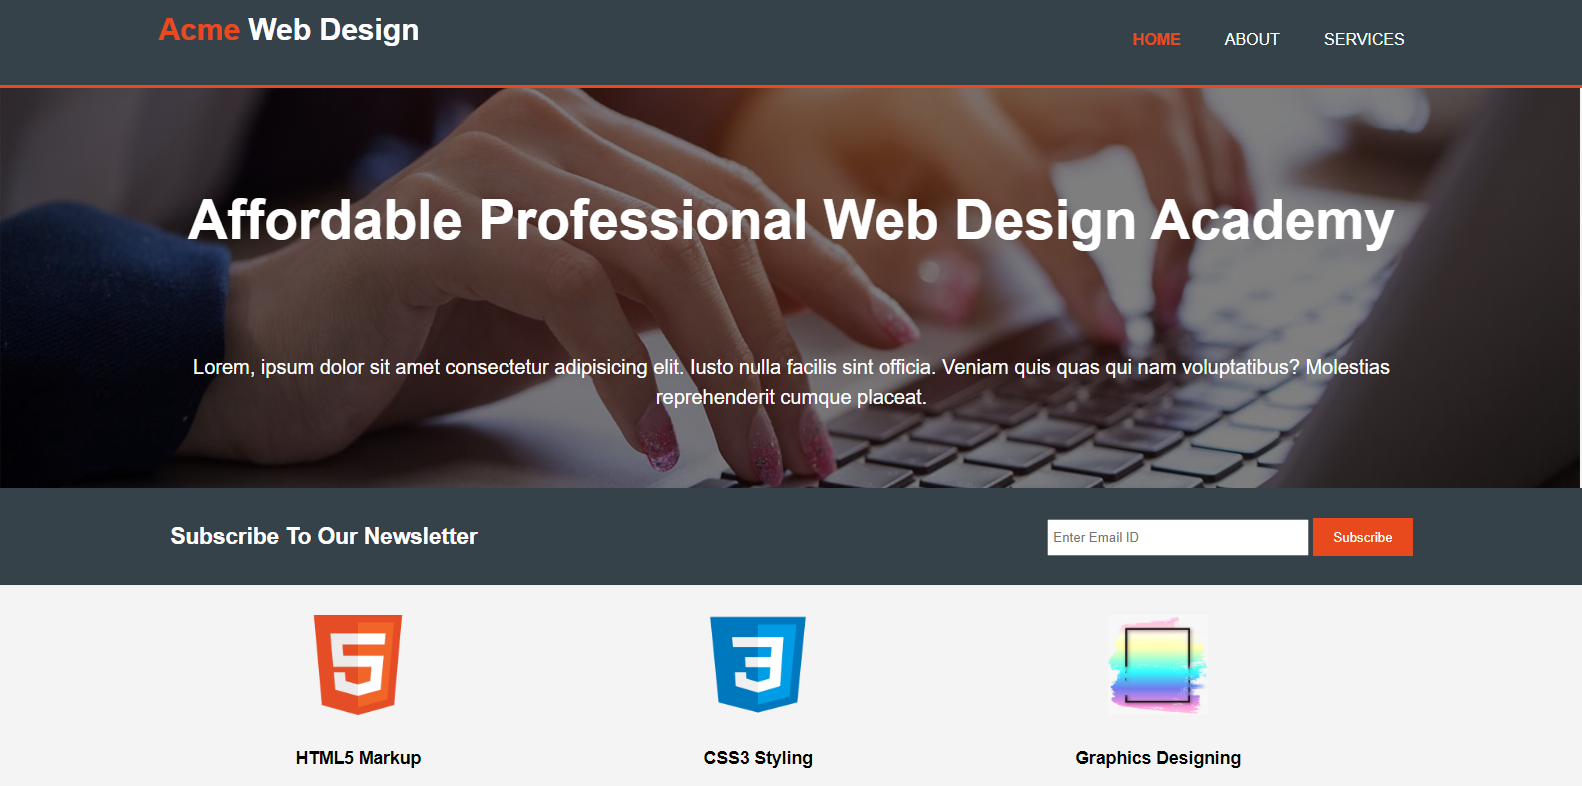 Acme Web Design
HOME ABOUT SERVICES
Affordable Professional Web Design Academy
Lorem, ipsum dolor sit amet consectetur adipisicing elit. Iusto nulla facilis sint officia. Veniam quis quas qui nam voluptatibus? Molestias
reprehenderit cumque placeat.
Subscribe To Our Newsletter
Enter Email ID
Subscribe
5
3
HTML5 Markup
CSS3 Styling
Graphics Designing